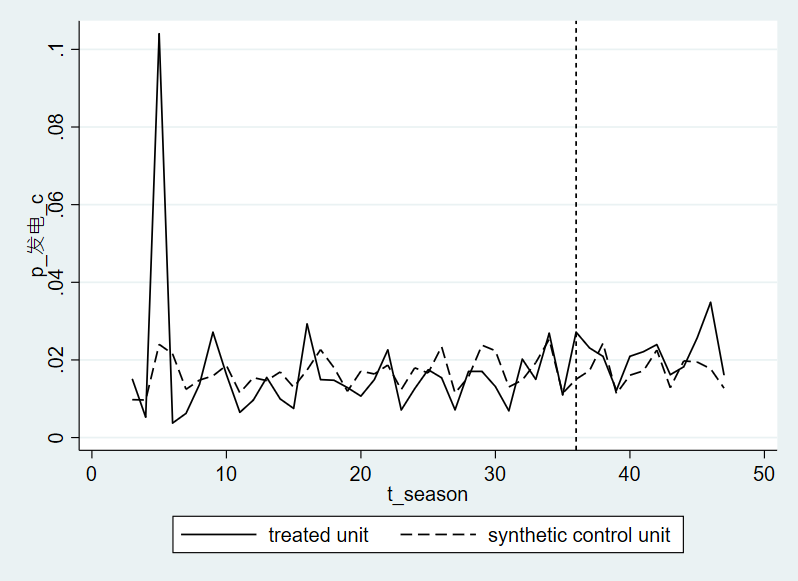 .1
.08
.06
.04
.02
0
p_发电_c
0 10 20 30 40 50
t_season
treated unit synthetic control unit